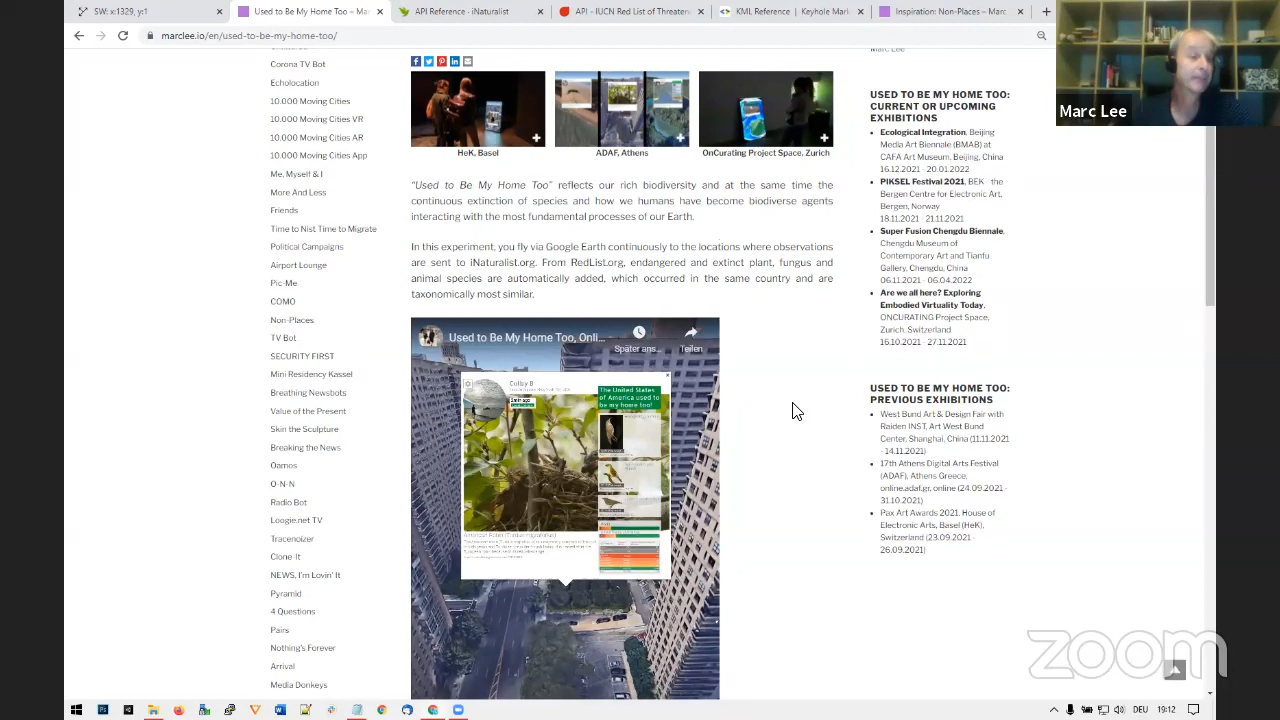 SW: x:1329, y:1
Used to Be My Home Too – Marc L
API Reference · iNaturalist
API – IUCN Red List of Threaten
KML Reference | Keyhole Mark
Inspiration: Non-Places – Marc
marclee.io/en/used-to-be-my-home-too/
Marc Lee
Corona TV Bot
Echolocation
10.000 Moving Cities
10.000 Moving Cities VR
10.000 Moving Cities AR
10.000 Moving Cities App
Me, Myself & I
More And Less
Friends
Time to Nist Time to Migrate
Political Campaigns
Airport Lounge
Pic-Me
COMO
Non-Places
TV Bot
SECURITY FIRST
Mini Residency Kassel
Breathing Newsbots
Value of the Present
Skin the Sculpture
Breaking the News
Oamos
O-N-N
Radio Bot
Loogie.net TV
Tracenoizer
Clone-It
NEWS, I'm Lovin' It
Pyramid
4 Questions
Pairs
Nothing's Forever
Arrival
Media Donkeys
HeK, Basel
ADAF, Athens
OnCurating Project Space, Zurich
“Used to Be My Home Too” reflects our rich biodiversity and at the same time the
continuous extinction of species and how we humans have become biodiverse agents
interacting with the most fundamental processes of our Earth.
In this experiment, you fly via Google Earth continuously to the locations where observations
are sent to iNaturalist.org. From RedList.org, endangered and extinct plant, fungus and
animal species are automatically added, which occurred in the same country and are
taxonomically most similar.
Used to Be My Home Too, Onli...
Später ans...
Teilen
Colby B
2min ago
The United States
of America used to
be my home too!
American Robin (Turdus migratorius)
Marc Lee
USED TO BE MY HOME TOO:
CURRENT OR UPCOMING
EXHIBITIONS
Ecological Integration, Beijing
Media Art Biennale (BMAB) at
CAFA Art Museum, Beijing, China
16.12.2021 - 20.01.2022
PIKSEL Festival 2021, BEK - the
Bergen Centre for Electronic Art,
Bergen, Norway
18.11.2021 - 21.11.2021
Super Fusion Chengdu Biennale,
Chengdu Museum of
Contemporary Art and Tianfu
Gallery, Chengdu, China
06.11.2021 - 06.04.2022
Are we all here? Exploring
Embodied Virtuality Today,
ONCURATING Project Space,
Zurich, Switzerland
16.10.2021 - 27.11.2021
USED TO BE MY HOME TOO:
PREVIOUS EXHIBITIONS
West Bund Art & Design Fair with
Raiden INST, Art West Bund
Center, Shanghai, China (11.11.2021
- 14.11.2021)
17th Athens Digital Arts Festival
(ADAF), Athens Greece,
online.adaf.gr, online (24.09.2021 -
31.10.2021)
Pax Art Awards 2021, House of
Electronic Arts, Basel (HeK),
Switzerland (23.09.2021 -
26.09.2021)
zoom
DEU
19:12